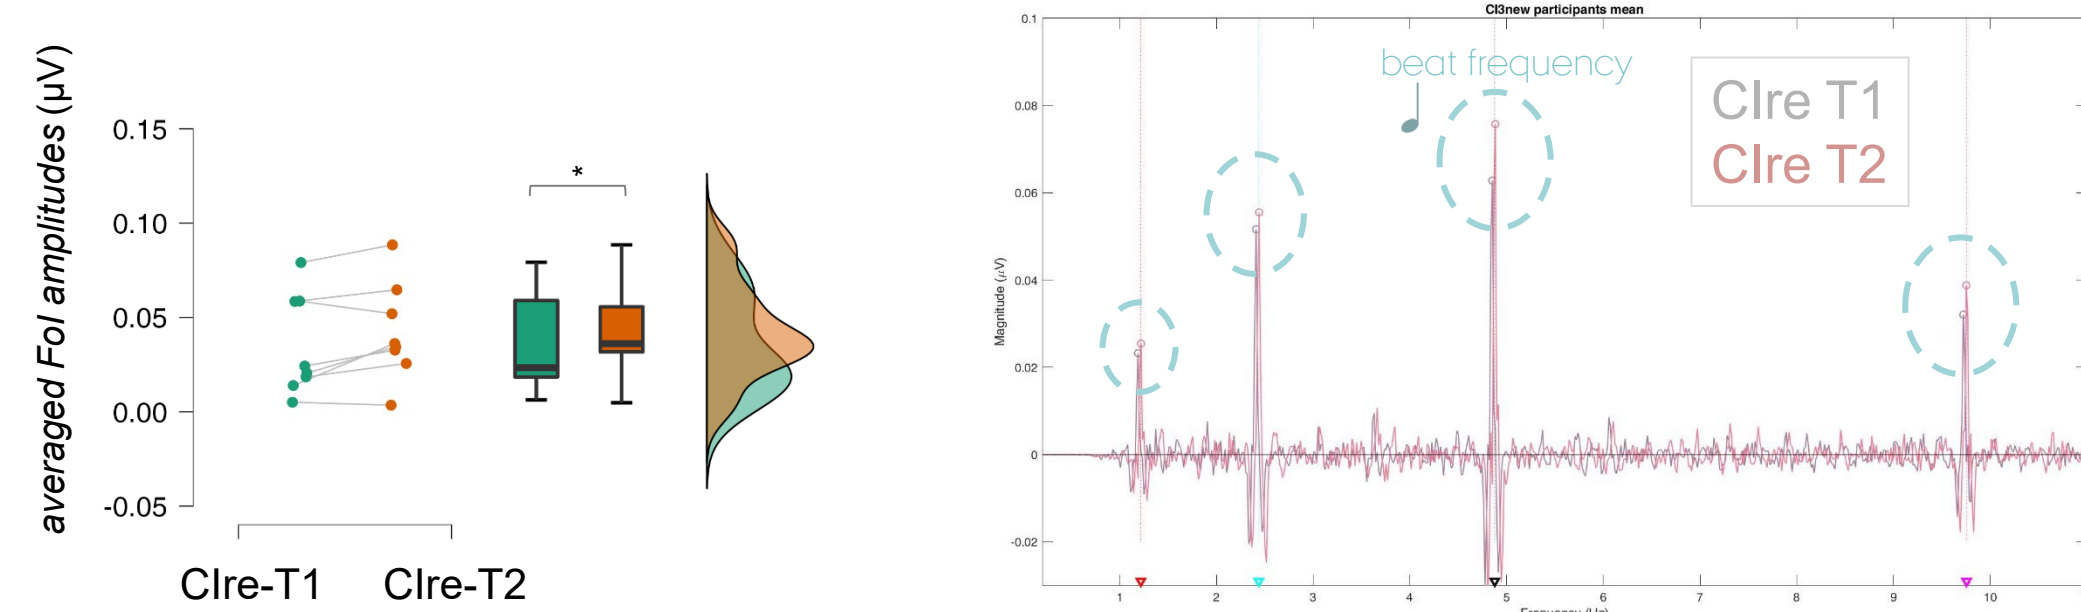 averaged FoI amplitudes (µV)
0.15
0.10
0.05
0.00
-0.05
CIre-T1 CIre-T2
*
CI3new participants mean
beat frequency
CIre T1
CIre T2
Magnitude (µV)
0.1
0.08
0.06
0.04
0.02
0
-0.02
1 2 3 4 5 6 7 8 9 10
Frequency (Hz)